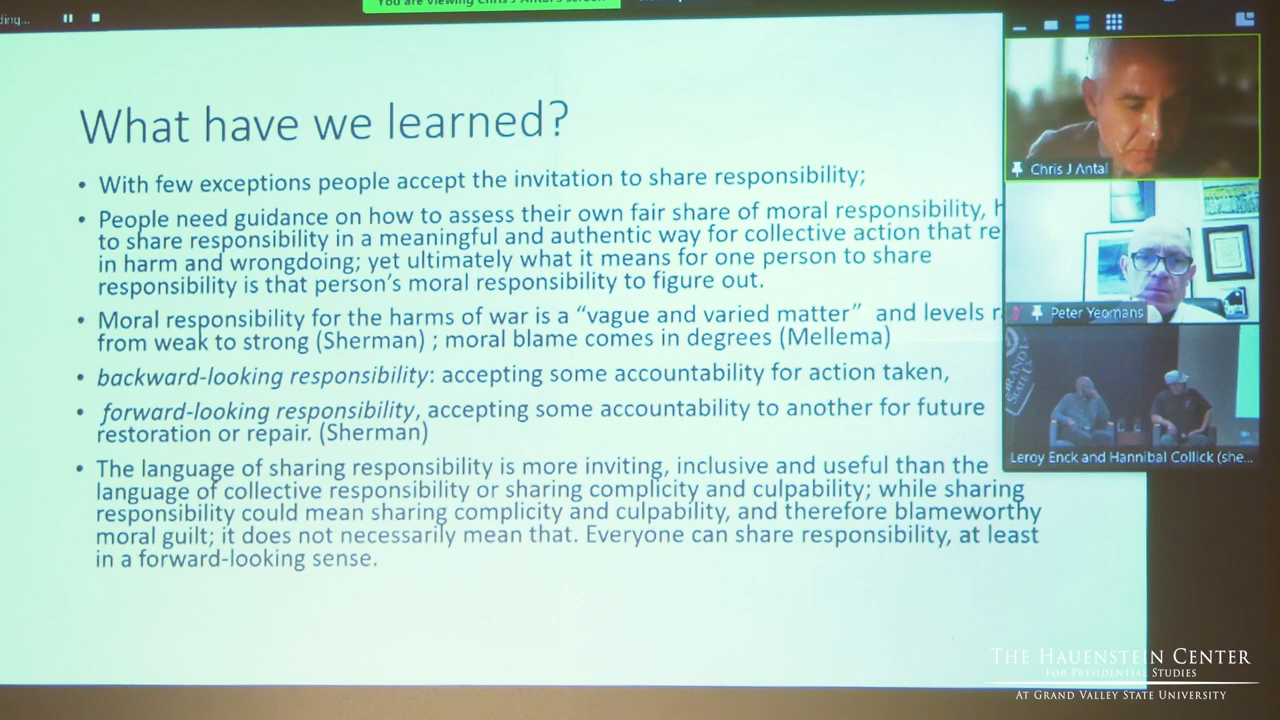 You are viewing Chris J Antal's screen
What have we learned?
• With few exceptions people accept the invitation to share responsibility;
• People need guidance on how to assess their own fair share of moral responsibility,
to share responsibility in a meaningful and authentic way for collective action that
in harm and wrongdoing; yet ultimately what it means for one person to share
responsibility is that person's moral responsibility to figure out.
• Moral responsibility for the harms of war is a "vague and varied matter" and levels
from weak to strong (Sherman) ; moral blame comes in degrees (Mellema)
• backward-looking responsibility: accepting some accountability for action taken,
• forward-looking responsibility, accepting some accountability to another for future
restoration or repair. (Sherman)
• The language of sharing responsibility is more inviting, inclusive and useful than the
language of collective responsibility or sharing complicity and culpability; while sharing
responsibility could mean sharing complicity and culpability, and therefore blameworthy
moral guilt; it does not necessarily mean that. Everyone can share responsibility, at least
in a forward-looking sense.
Chris J Antal
Peter Yeomans
Leroy Enck and Hannibal Collick (she...
THE HAUENSTEIN CENTER
FOR PRESIDENTIAL STUDIES
AT GRAND VALLEY STATE UNIVERSITY